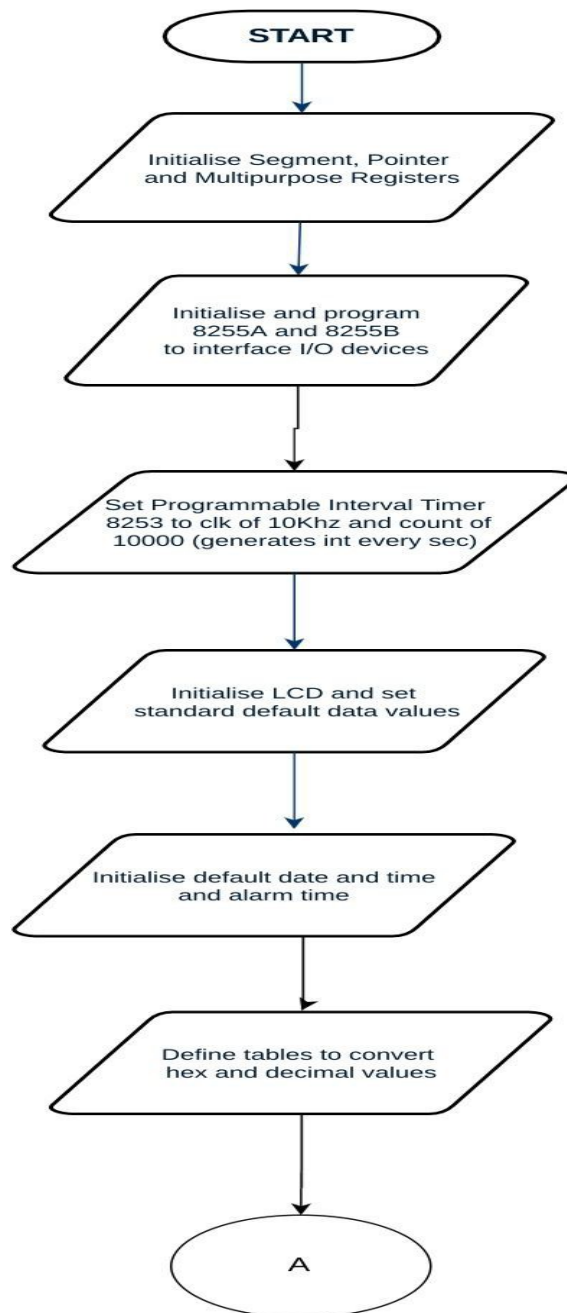 START
Initialise Segment, Pointer
and Multipurpose Registers
Initialise and program
8255A and 8255B
to interface I/O devices
Set Programmable Interval Timer
8253 to clk of 10Khz and count of
10000 (generates int every sec)
Initialise LCD and set
standard default data values
Initialise default date and time
and alarm time
Define tables to convert
hex and decimal values
A